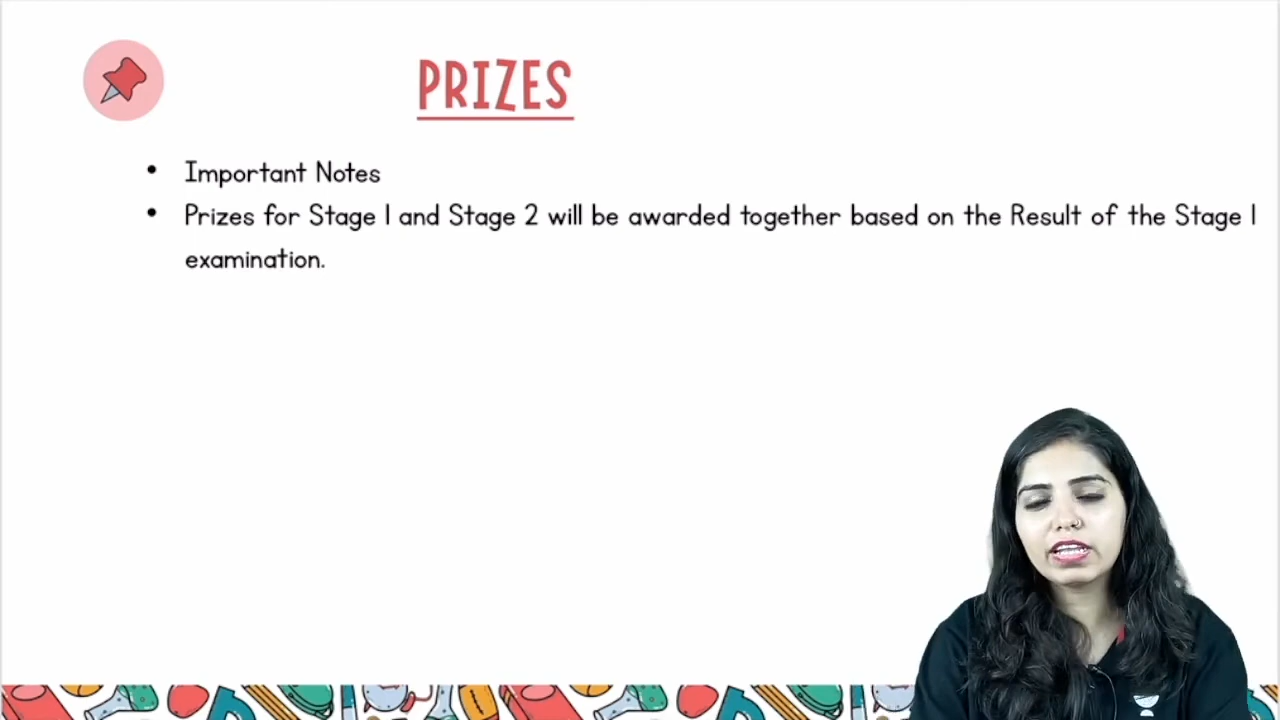 PRIZES
• Important Notes
• Prizes for Stage 1 and Stage 2 will be awarded together based on the Result of the Stage 1
examination.